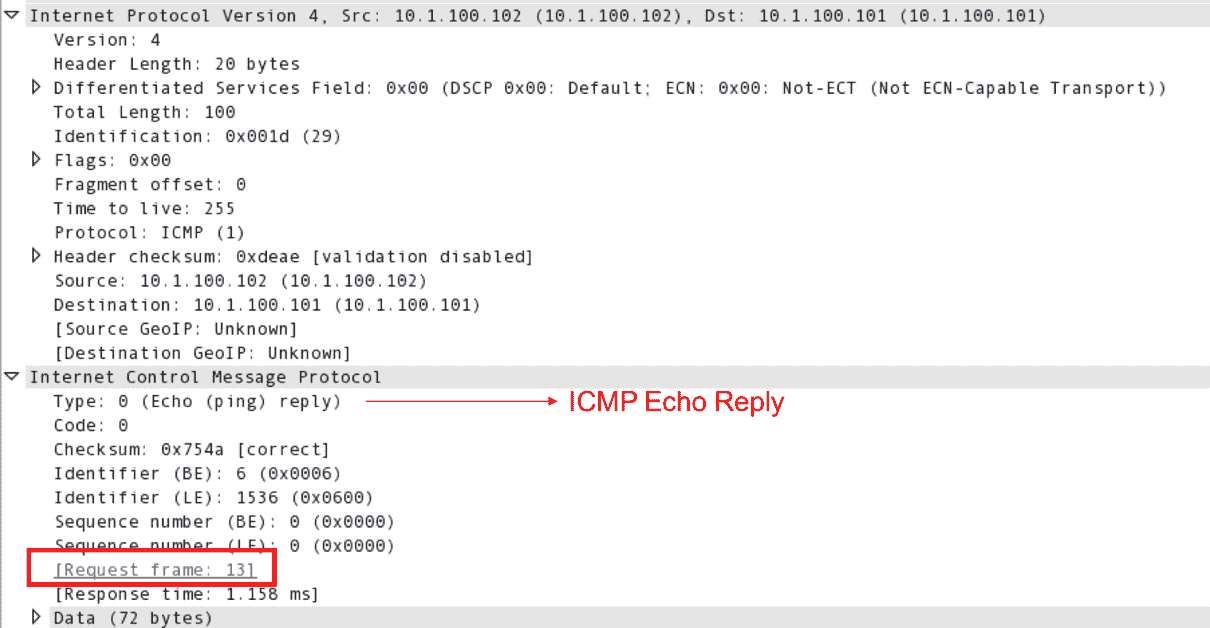 Internet Protocol Version 4, Src: 10.1.100.102 (10.1.100.102), Dst: 10.1.100.101 (10.1.100.101)
Version: 4
Header Length: 20 bytes
Differentiated Services Field: 0x00 (DSCP 0x00: Default; ECN: 0x00: Not-ECT (Not ECN-Capable Transport))
Total Length: 100
Identification: 0x001d (29)
Flags: 0x00
Fragment offset: 0
Time to live: 255
Protocol: ICMP (1)
Header checksum: 0xdeae [validation disabled]
Source: 10.1.100.102 (10.1.100.102)
Destination: 10.1.100.101 (10.1.100.101)
[Source GeoIP: Unknown]
[Destination GeoIP: Unknown]
Internet Control Message Protocol
Type: 0 (Echo (ping) reply) ICMP Echo Reply
Code: 0
Checksum: 0x754a [correct]
Identifier (BE): 6 (0x0006)
Identifier (LE): 1536 (0x0600)
Sequence number (BE): 0 (0x0000)
Sequence number (LE): 0 (0x0000)
[Request frame: 13]
[Response time: 1.158 ms]
Data (72 bytes)